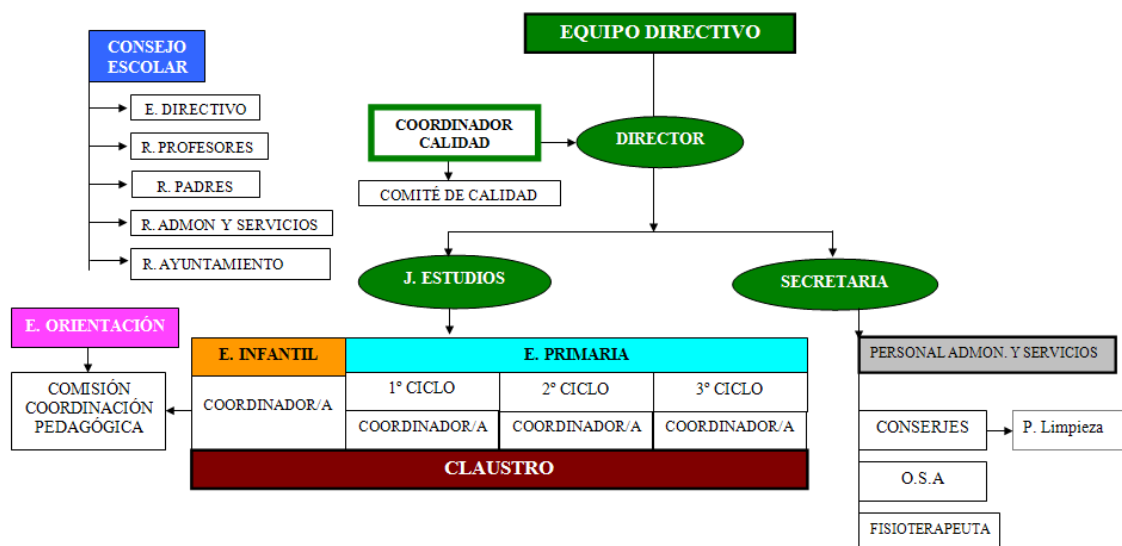 EQUIPO DIRECTIVO
CONSEJO
ESCOLAR
E. DIRECTIVO
R. PROFESORES
R. PADRES
R. ADMON Y SERVICIOS
R. AYUNTAMIENTO
COORDINADOR
CALIDAD
DIRECTOR
COMITÉ DE CALIDAD
J. ESTUDIOS
SECRETARIA
E. ORIENTACIÓN
COMISIÓN
COORDINACIÓN
PEDAGÓGICA
E. INFANTIL
E. PRIMARIA
COORDINADOR/A
1º CICLO
2º CICLO
3º CICLO
COORDINADOR/A
COORDINADOR/A
COORDINADOR/A
CLAUSTRO
PERSONAL ADMON. Y SERVICIOS
CONSERJES
P. Limpieza
O.S.A
FISIOTERAPEUTA